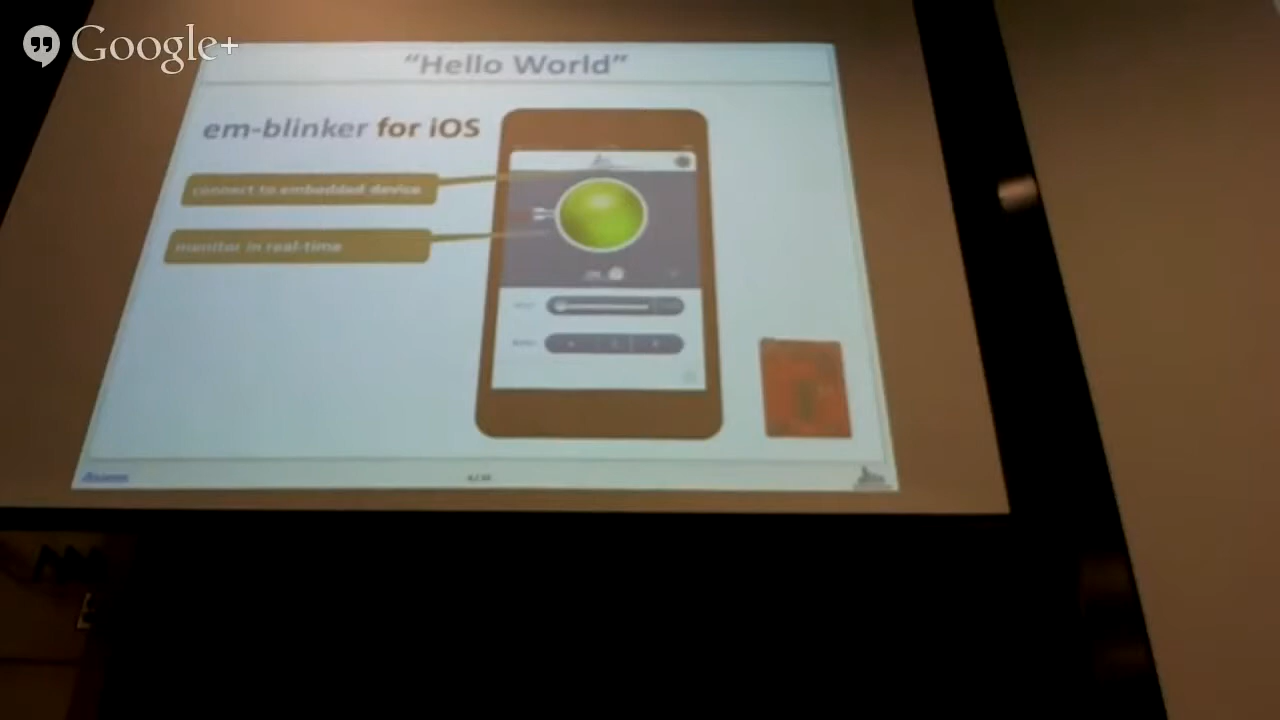 Google+
“Hello World”
em-blinker for iOS
connect to embedded device
monitor in real-time